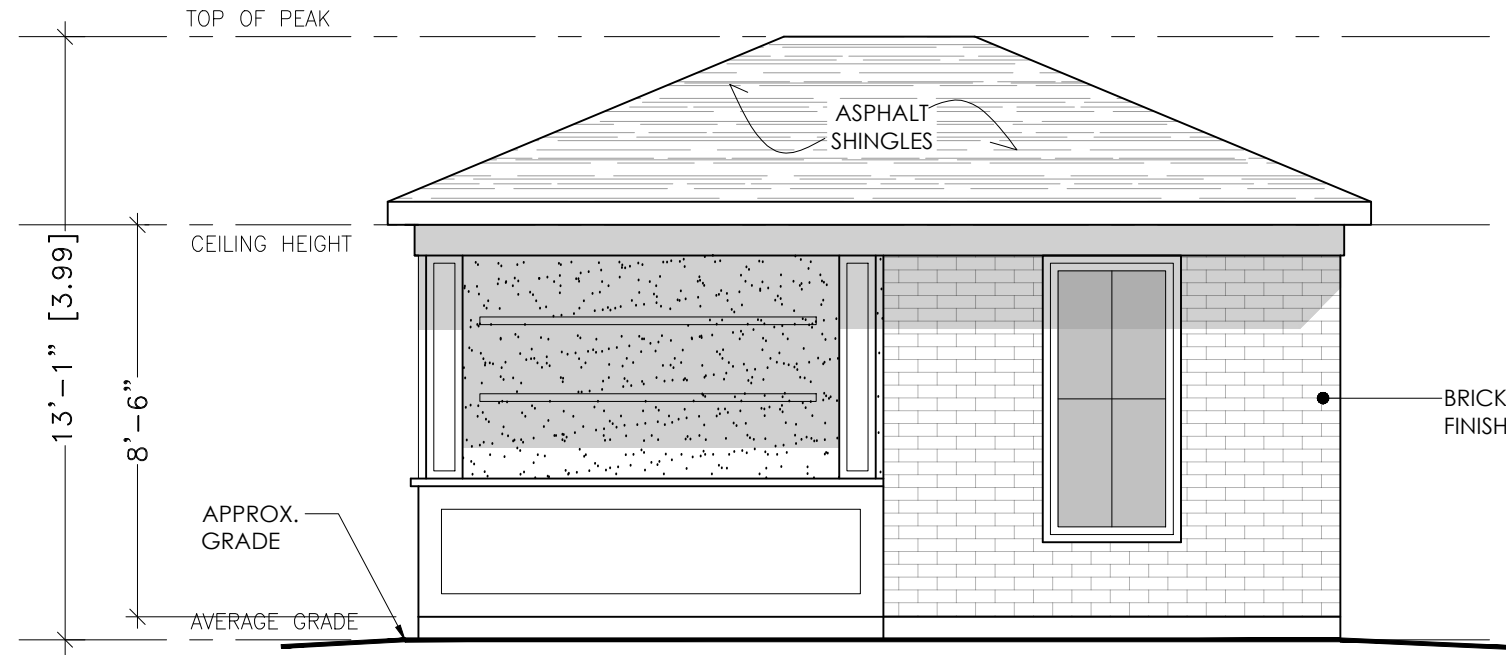 TOP OF PEAK
ASPHALT
SHINGLES
CEILING HEIGHT
13'-1" [3.99]
8'-6"
BRICK
FINISH
APPROX.
GRADE
AVERAGE GRADE